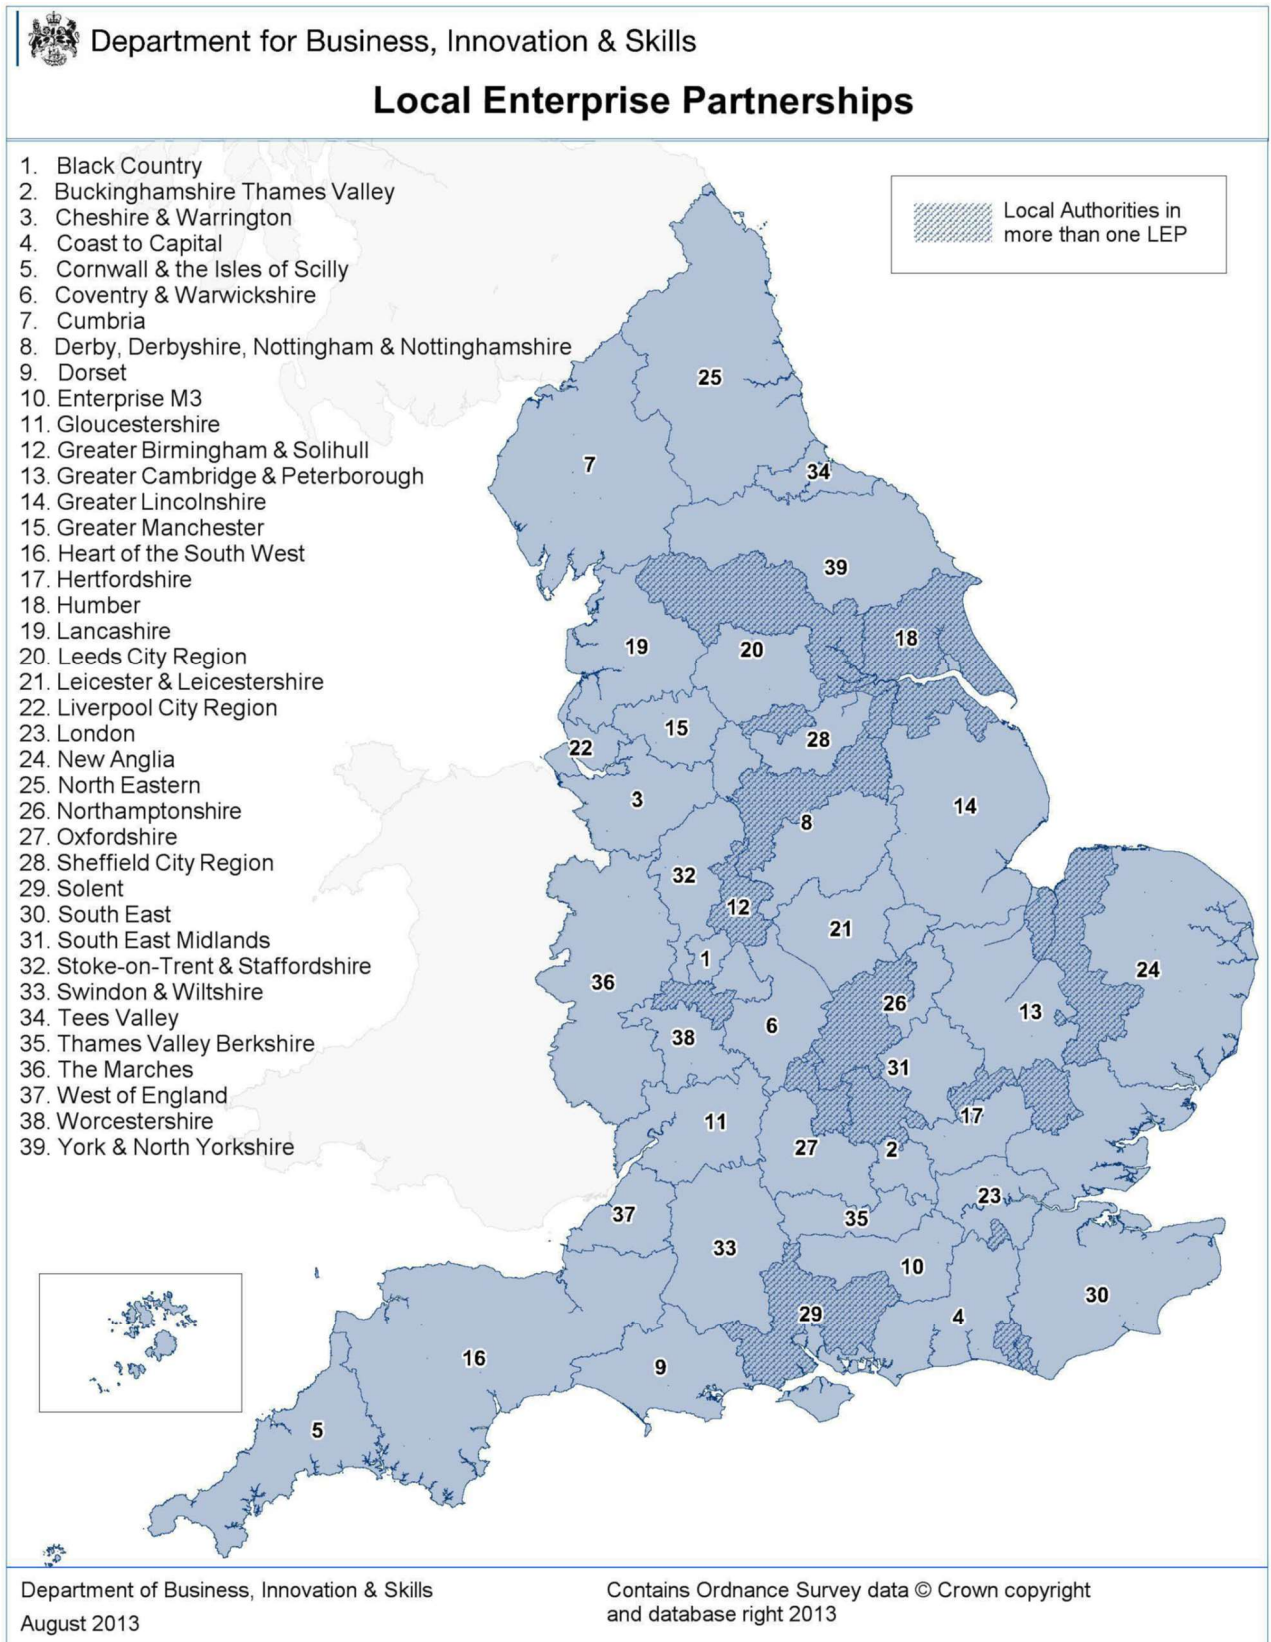 Department for Business, Innovation & Skills
Local Enterprise Partnerships
1. Black Country
2. Buckinghamshire Thames Valley
3. Cheshire & Warrington
4. Coast to Capital
5. Cornwall & the Isles of Scilly
6. Coventry & Warwickshire
7. Cumbria
8. Derby, Derbyshire, Nottingham & Nottinghamshire
9. Dorset
10. Enterprise M3
11. Gloucestershire
12. Greater Birmingham & Solihull
13. Greater Cambridge & Peterborough
14. Greater Lincolnshire
15. Greater Manchester
16. Heart of the South West
17. Hertfordshire
18. Humber
19. Lancashire
20. Leeds City Region
21. Leicester & Leicestershire
22. Liverpool City Region
23. London
24. New Anglia
25. North Eastern
26. Northamptonshire
27. Oxfordshire
28. Sheffield City Region
29. Solent
30. South East
31. South East Midlands
32. Stoke-on-Trent & Staffordshire
33. Swindon & Wiltshire
34. Tees Valley
35. Thames Valley Berkshire
36. The Marches
37. West of England
38. Worcestershire
39. York & North Yorkshire
Local Authorities in
more than one LEP
25
7
34
39
18
19
20
15
28
22
3
14
8
32
12
21
1
24
36
26
13
6
38
31
11
17
27
2
23
37
35
33
10
30
29
4
16
9
5
Department of Business, Innovation & Skills
August 2013
Contains Ordnance Survey data © Crown copyright
and database right 2013